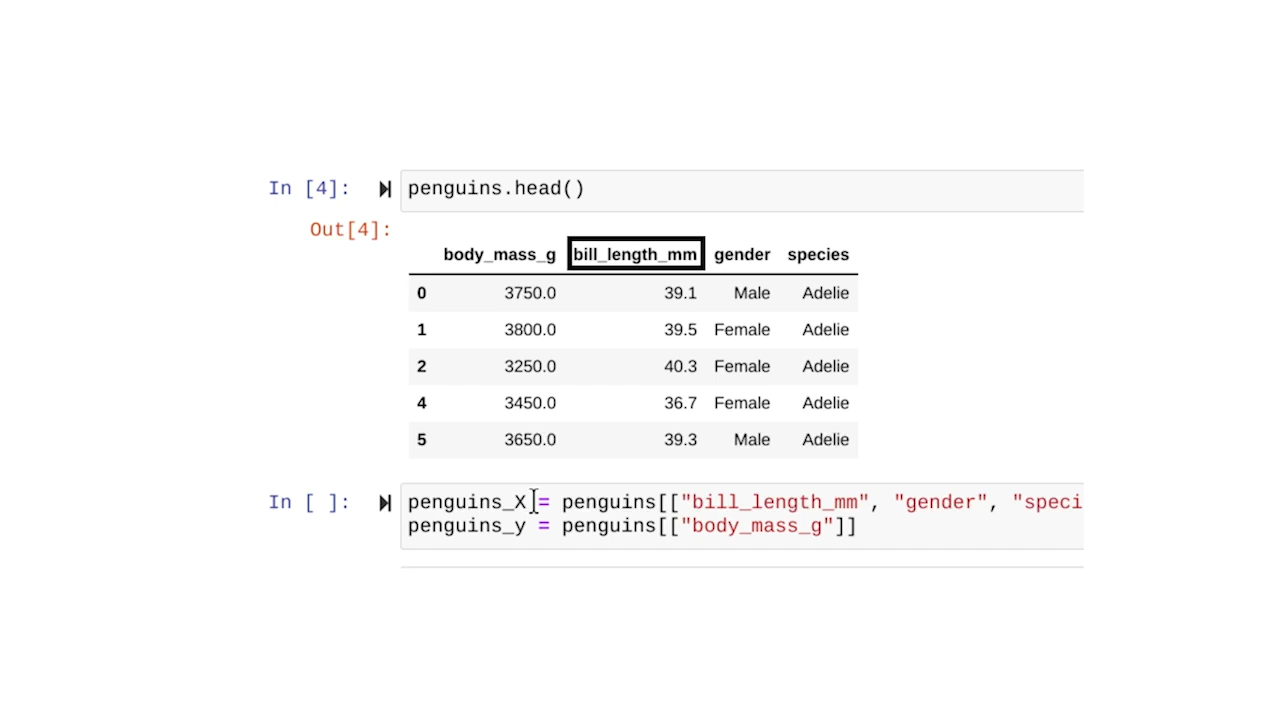 In [4]: penguins.head()
Out[4]:
body_mass_g bill_length_mm gender species
0 3750.0 39.1 Male Adelie
1 3800.0 39.5 Female Adelie
2 3250.0 40.3 Female Adelie
4 3450.0 36.7 Female Adelie
5 3650.0 39.3 Male Adelie
In [ ]: penguins_X = penguins[["bill_length_mm", "gender", "speci
penguins_y = penguins[["body_mass_g"]]